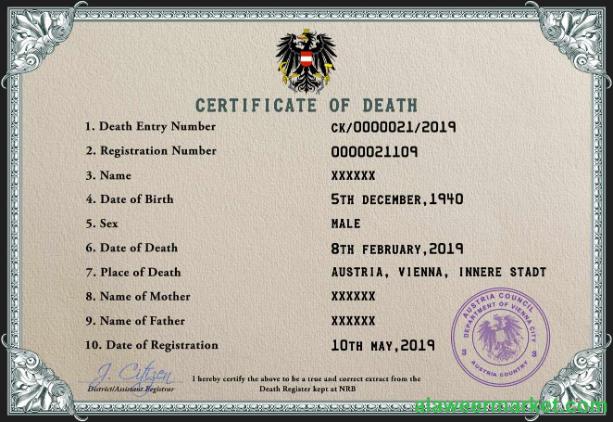 CERTIFICATE OF DEATH
1. Death Entry Number CK/0000021/2019
2. Registration Number 0000021109
3. Name XXXXXX
4. Date of Birth 5TH DECEMBER,1940
5. Sex MALE
6. Date of Death 8TH FEBRUARY,2019
7. Place of Death AUSTRIA, VIENNA, INNERE STADT
8. Name of Mother XXXXXX
9. Name of Father XXXXXX
10. Date of Registration 10TH MAY,2019
AUSTRIA COUNCIL
DEPARTMENT OF VIENNA CITY
AUSTRIA COUNTRY
J. Citizen
District/Assistant Registrar
I hereby certify the above to be a true and correct extract from the
Death Register kept at NRB